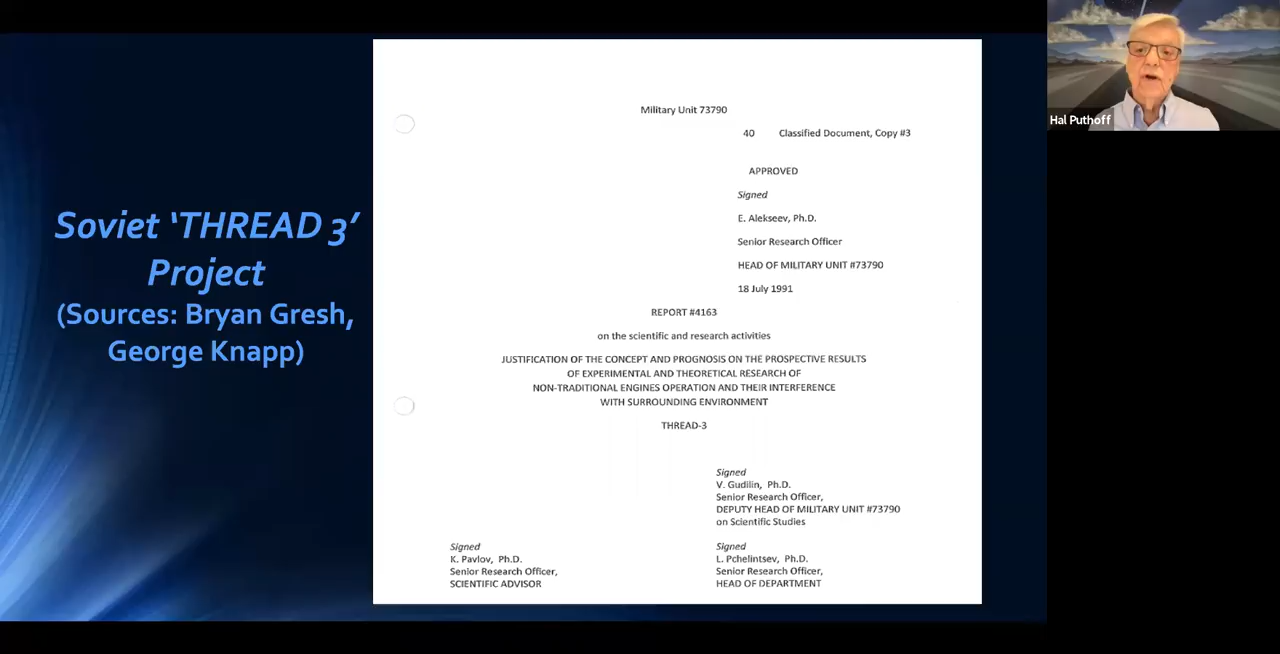 Soviet ‘THREAD 3’
Project
(Sources: Bryan Gresh,
George Knapp)
Military Unit 73790
40 Classified Document, Copy #3
APPROVED
Signed
E. Alekseev, Ph.D.
Senior Research Officer
HEAD OF MILITARY UNIT #73790
18 July 1991
REPORT #4163
on the scientific and research activities
JUSTIFICATION OF THE CONCEPT AND PROGNOSIS ON THE PROSPECTIVE RESULTS
OF EXPERIMENTAL AND THEORETICAL RESEARCH OF
NON-TRADITIONAL ENGINES OPERATION AND THEIR INTERFERENCE
WITH SURROUNDING ENVIRONMENT
THREAD-3
Signed
V. Gudilin, Ph.D.
Senior Research Officer,
DEPUTY HEAD OF MILITARY UNIT #73790
on Scientific Studies
Signed
K. Pavlov, Ph.D.
Senior Research Officer,
SCIENTIFIC ADVISOR
Signed
L. Pchelintsev, Ph.D.
Senior Research Officer,
HEAD OF DEPARTMENT
Hal Puthoff